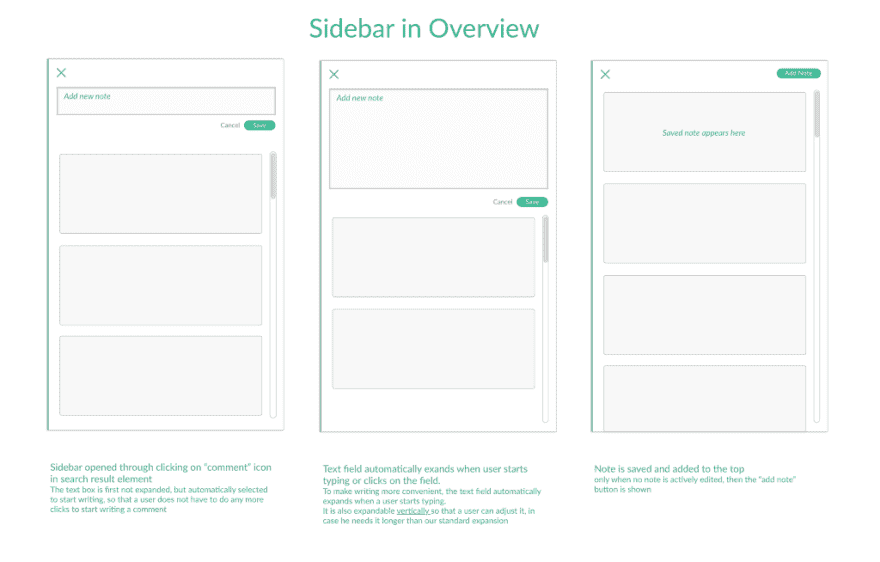 Sidebar in Overview
Add new note
Cancel
Save
Sidebar opened through clicking on "comment" icon
in search result element
The text box is first not expanded, but automatically selected
to start writing, so that a user does not have to do any more
clicks to start writing a comment
Add new note
Cancel
Save
Text field automatically exands when user starts
typing or clicks on the field.
To make writing more convenient, the text field automatically
expands when a user starts typing.
It is also expandable vertically so that a user can adjust it, in
case he needs it longer than our standard expansion
Add Note
Saved note appears here
Note is saved and added to the top
only when no note is actively edited, then the "add note"
button is shown